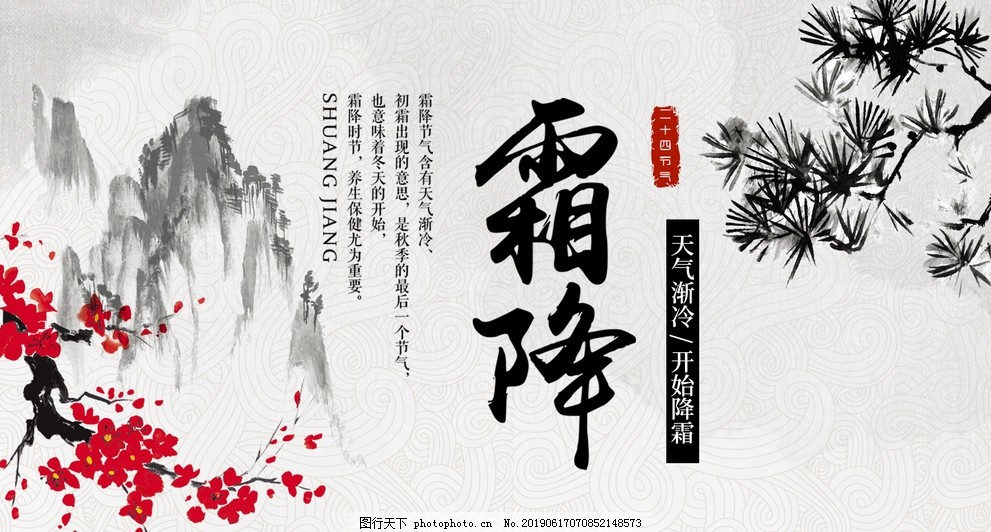 二十四节气
天气渐冷/开始降霜
霜降
霜降节气含有天气渐冷、
初霜出现的意思，是秋季的最后一个节气，
也意味着冬天的开始，
霜降时节，养生保健尤为重要。
SHUANG JIANG
图行天下 photophoto.cn No.20190617070852148573